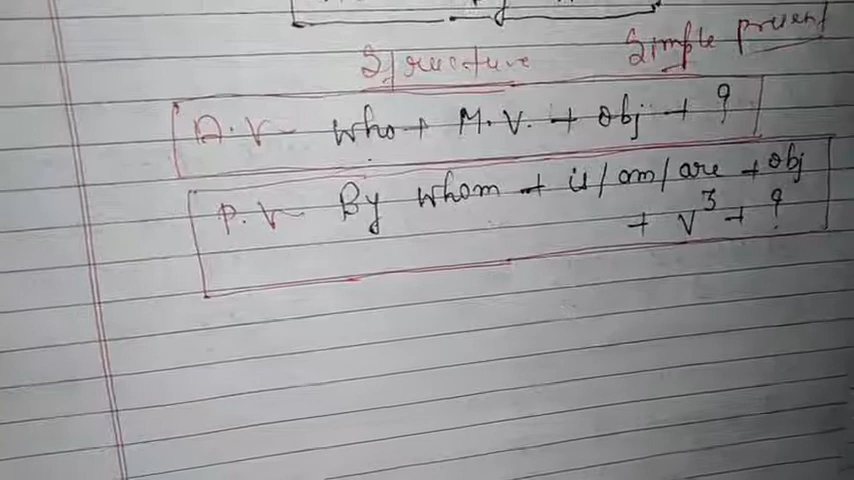 Structure Simple present
A.V Who + M.V. + obj + ?
P.V By whom + is/am/are + obj
+ V3 + ?